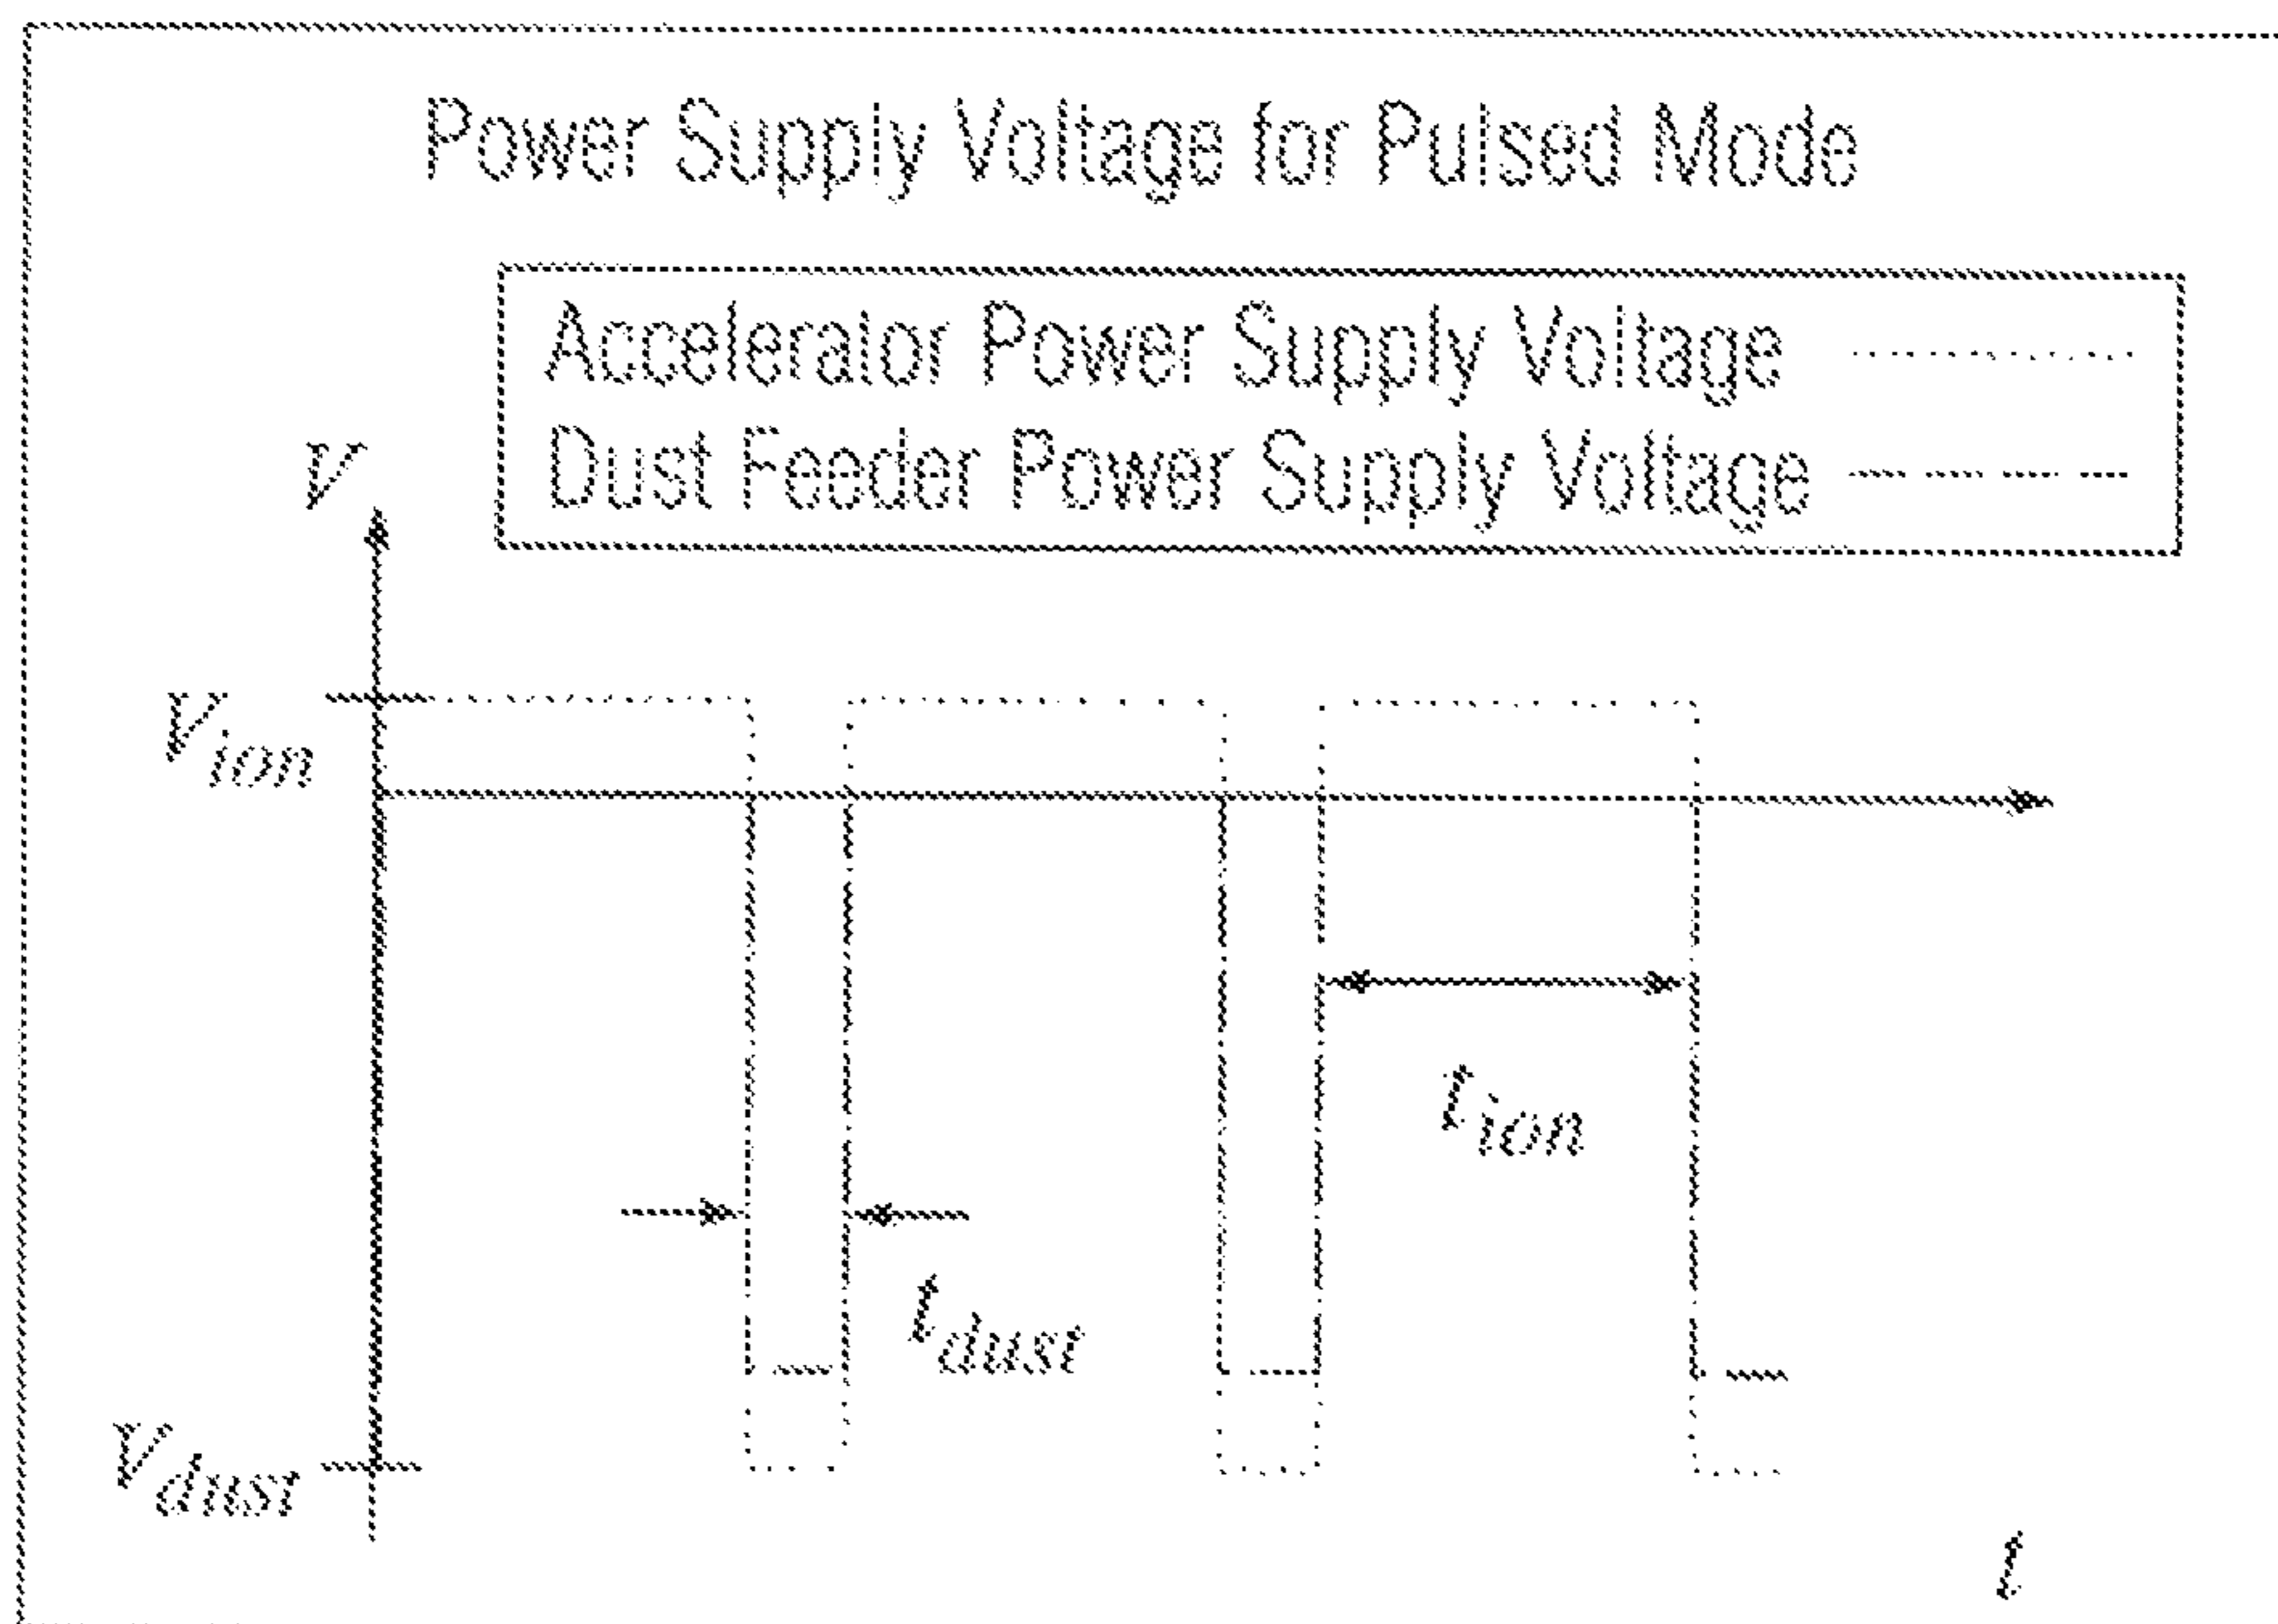 Power Supply Voltage for Pulsed Mode
Accelerator Power Supply Voltage
Dust Feeder Power Supply Voltage
V
V_ion
t_ion
t_dust
V_dust
t